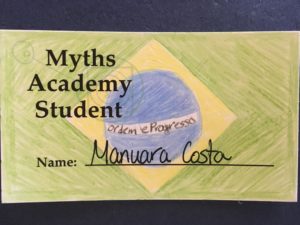 Myths
Academy
Student
ordem e Progresso
Name: Manuara Costa